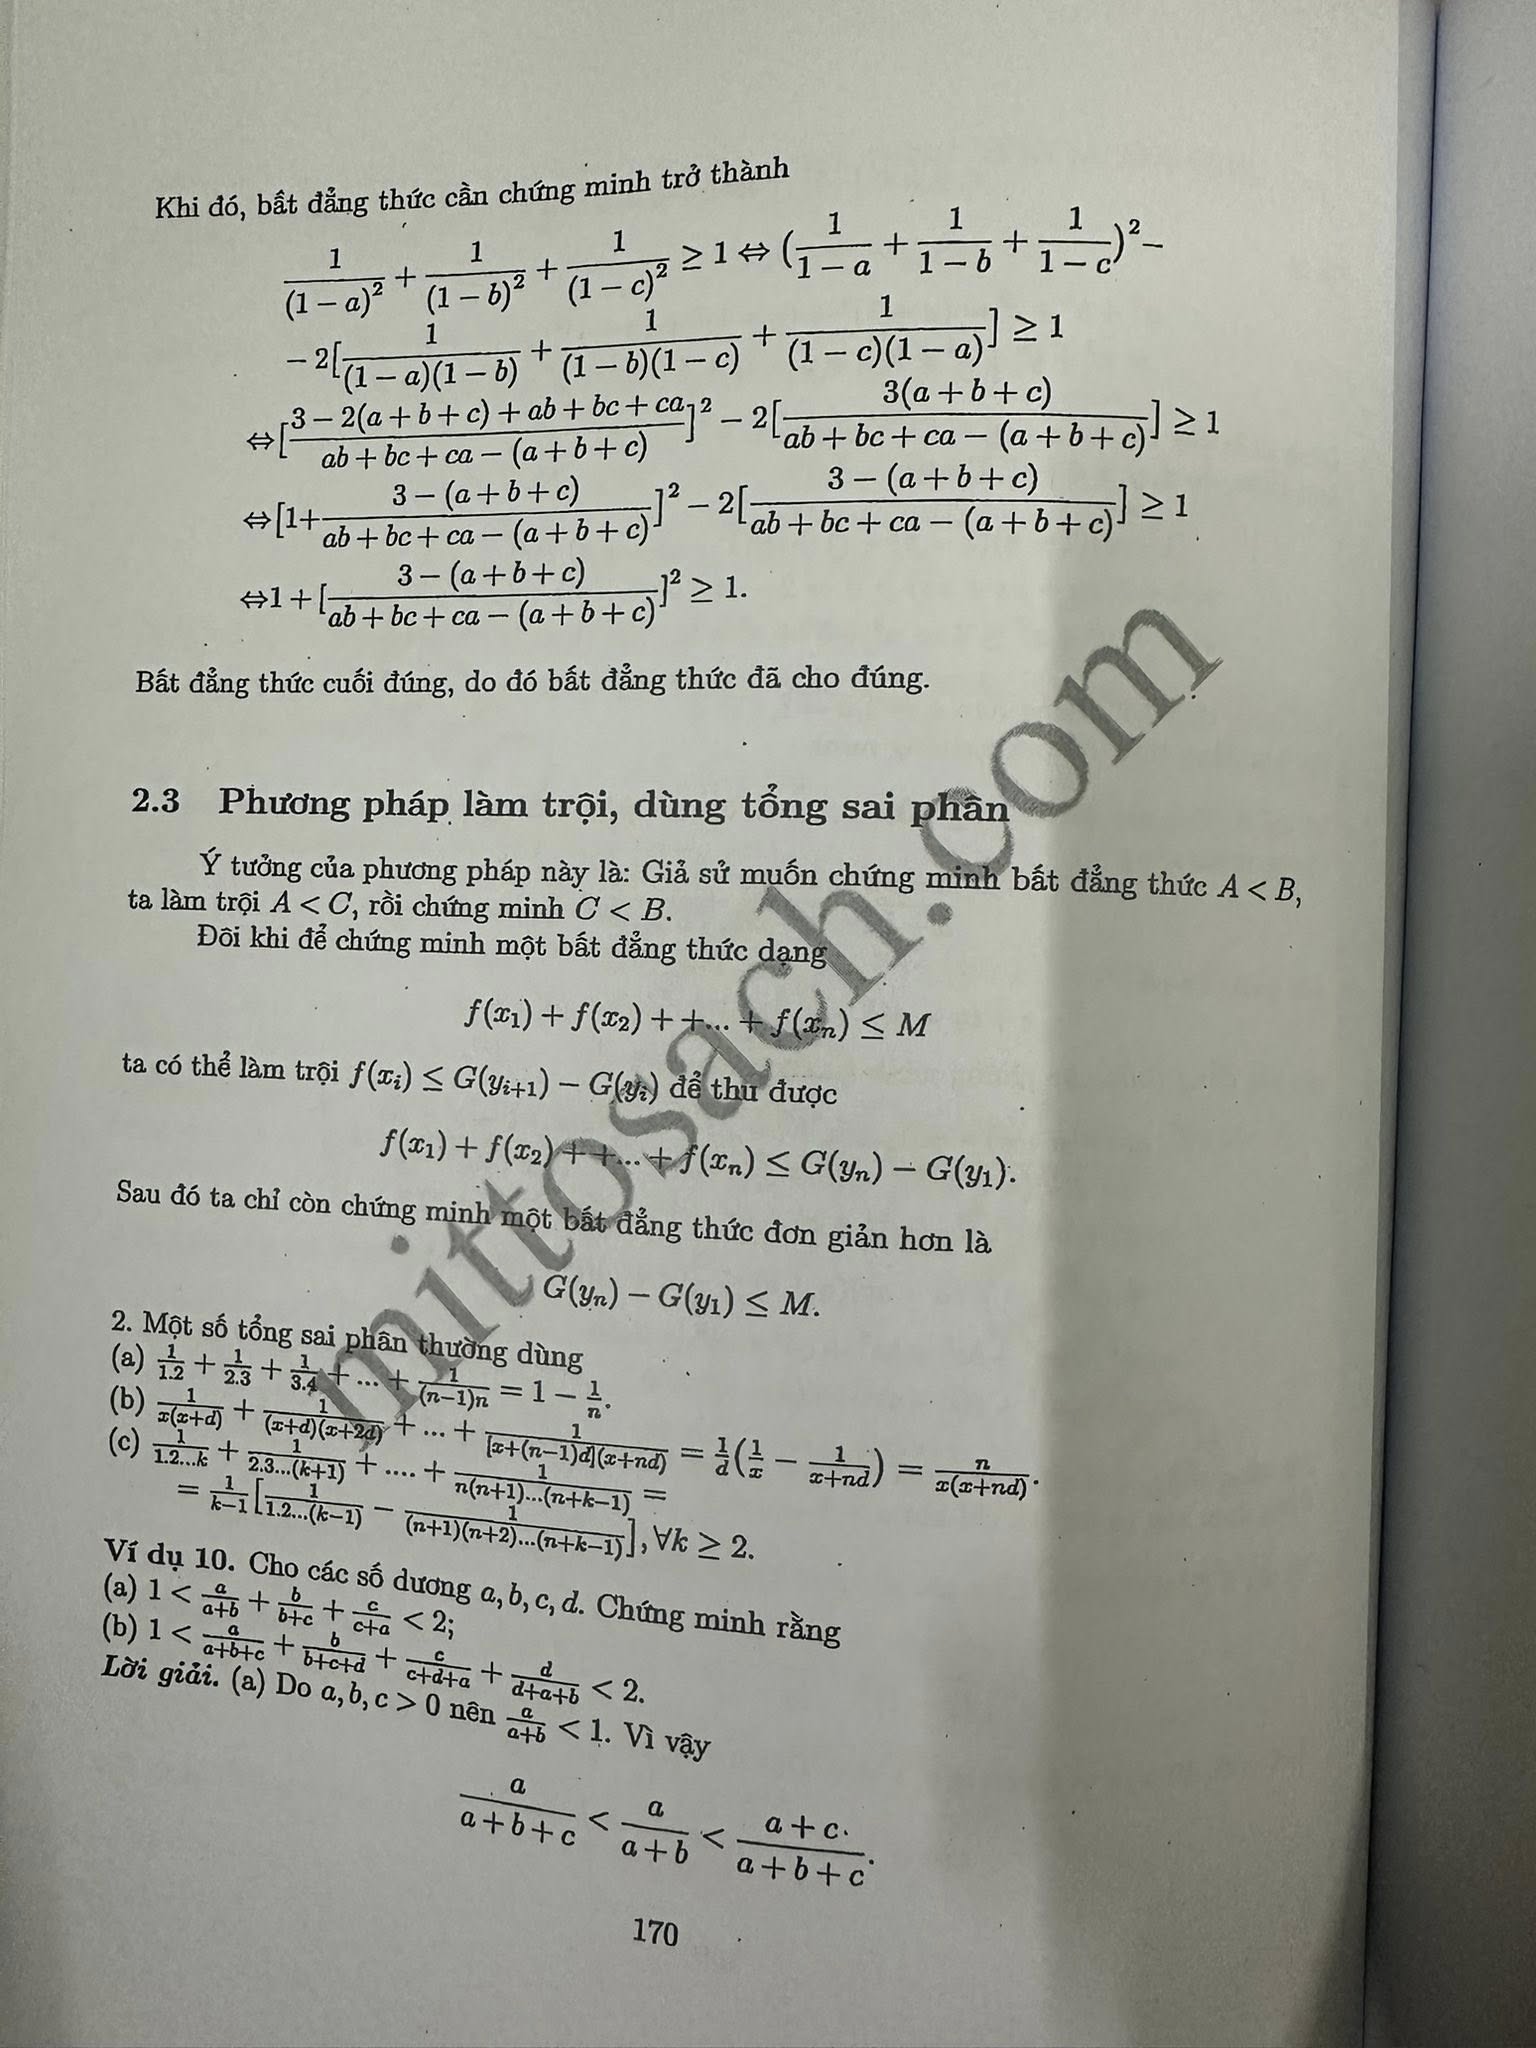 Khi đó, bất đẳng thức cần chứng minh trở thành
$\frac{1}{(1-a)^2} + \frac{1}{(1-b)^2} + \frac{1}{(1-c)^2} \geq 1 \Leftrightarrow (\frac{1}{1-a} + \frac{1}{1-b} + \frac{1}{1-c})^2 -$
$- 2[\frac{1}{(1-a)(1-b)} + \frac{1}{(1-b)(1-c)} + \frac{1}{(1-c)(1-a)}] \geq 1$
$\Leftrightarrow [\frac{3-2(a+b+c)+ab+bc+ca}{ab+bc+ca-(a+b+c)}]^2 - 2[\frac{3(a+b+c)}{ab+bc+ca-(a+b+c)}] \geq 1$
$\Leftrightarrow [1+\frac{3-(a+b+c)}{ab+bc+ca-(a+b+c)}]^2 - 2[\frac{3-(a+b+c)}{ab+bc+ca-(a+b+c)}] \geq 1$
$\Leftrightarrow 1 + [\frac{3-(a+b+c)}{ab+bc+ca-(a+b+c)}]^2 \geq 1.$
Bất đẳng thức cuối đúng, do đó bất đẳng thức đã cho đúng.
2.3 Phương pháp làm trội, dùng tổng sai phân
Ý tưởng của phương pháp này là: Giả sử muốn chứng minh bất đẳng thức $A < B$,
ta làm trội $A < C$, rồi chứng minh $C < B$.
Đôi khi để chứng minh một bất đẳng thức dạng
$f(x_1) + f(x_2) + +... + f(x_n) \leq M$
ta có thể làm trội $f(x_i) \leq G(y_{i+1}) - G(y_i)$ để thu được
$f(x_1) + f(x_2) + +... + f(x_n) \leq G(y_n) - G(y_1).$
Sau đó ta chỉ còn chứng minh một bất đẳng thức đơn giản hơn là
$G(y_n) - G(y_1) \leq M.$
2. Một số tổng sai phân thường dùng
(a) $\frac{1}{1.2} + \frac{1}{2.3} + \frac{1}{3.4} + ... + \frac{1}{(n-1)n} = 1 - \frac{1}{n}.$
(b) $\frac{1}{x(x+d)} + \frac{1}{(x+d)(x+2d)} + ... + \frac{1}{[x+(n-1)d](x+nd)} = \frac{1}{d}(\frac{1}{x} - \frac{1}{x+nd}) = \frac{n}{x(x+nd)}.$
(c) $\frac{1}{1.2...k} + \frac{1}{2.3...(k+1)} + .... + \frac{1}{n(n+1)...(n+k-1)} =$
$= \frac{1}{k-1}[\frac{1}{1.2...(k-1)} - \frac{1}{(n+1)(n+2)...(n+k-1)}], \forall k \geq 2.$
Ví dụ 10. Cho các số dương $a, b, c, d$. Chứng minh rằng
(a) $1 < \frac{a}{a+b} + \frac{b}{b+c} + \frac{c}{c+a} < 2;$
(b) $1 < \frac{a}{a+b+c} + \frac{b}{b+c+d} + \frac{c}{c+d+a} + \frac{d}{d+a+b} < 2.$
Lời giải. (a) Do $a, b, c > 0$ nên $\frac{a}{a+b} < 1$. Vì vậy
$\frac{a}{a+b+c} < \frac{a}{a+b} < \frac{a+c}{a+b+c}.$
170
mittosach.com